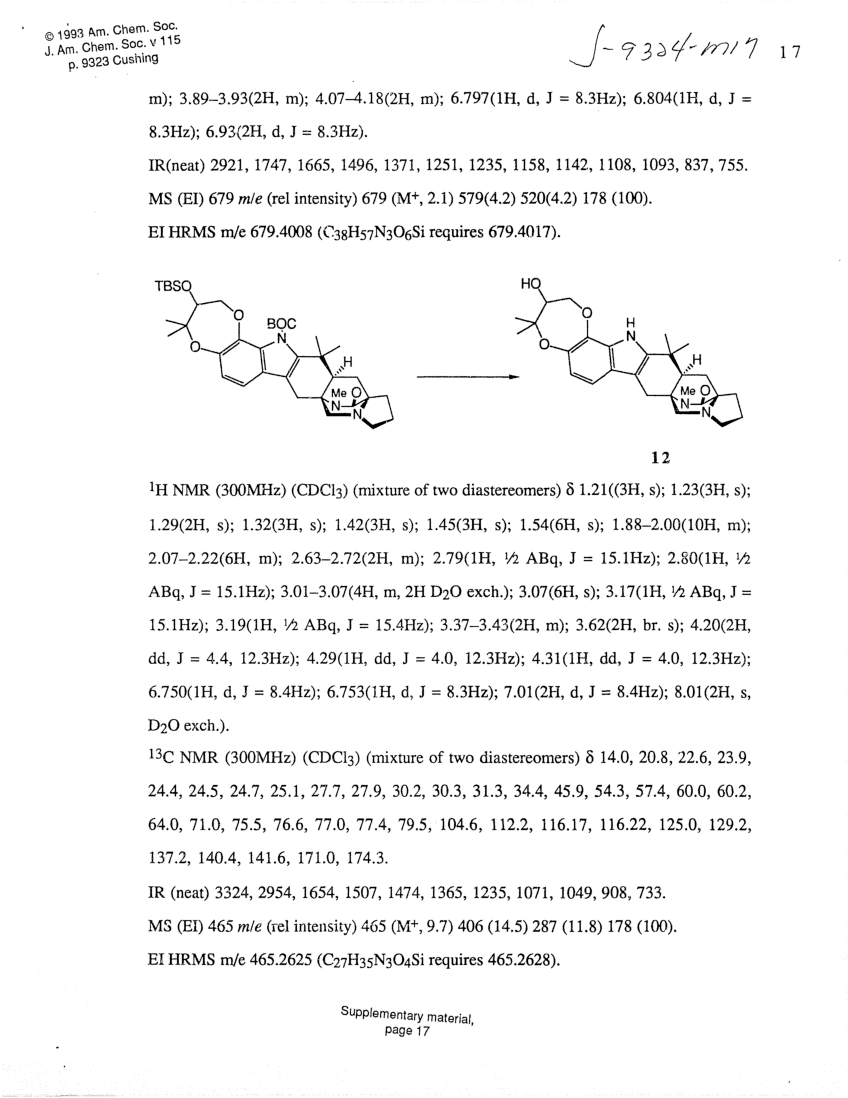 © 1993 Am. Chem. Soc.
J. Am. Chem. Soc. v 115
p. 9323 Cushing
J-9324-m17 17
m); 3.89–3.93(2H, m); 4.07–4.18(2H, m); 6.797(1H, d, J = 8.3Hz); 6.804(1H, d, J =
8.3Hz); 6.93(2H, d, J = 8.3Hz).
IR(neat) 2921, 1747, 1665, 1496, 1371, 1251, 1235, 1158, 1142, 1108, 1093, 837, 755.
MS (EI) 679 m/e (rel intensity) 679 (M+, 2.1) 579(4.2) 520(4.2) 178 (100).
EI HRMS m/e 679.4008 (C38H57N3O6Si requires 679.4017).
TBSO
O
BOC
N
O
H
Me O
N
N
HO
O
H
N
O
H
Me O
N
N
12
1H NMR (300MHz) (CDCl3) (mixture of two diastereomers) δ 1.21((3H, s); 1.23(3H, s);
1.29(2H, s); 1.32(3H, s); 1.42(3H, s); 1.45(3H, s); 1.54(6H, s); 1.88–2.00(10H, m);
2.07–2.22(6H, m); 2.63–2.72(2H, m); 2.79(1H, ½ ABq, J = 15.1Hz); 2.80(1H, ½
ABq, J = 15.1Hz); 3.01–3.07(4H, m, 2H D2O exch.); 3.07(6H, s); 3.17(1H, ½ ABq, J =
15.1Hz); 3.19(1H, ½ ABq, J = 15.4Hz); 3.37–3.43(2H, m); 3.62(2H, br. s); 4.20(2H,
dd, J = 4.4, 12.3Hz); 4.29(1H, dd, J = 4.0, 12.3Hz); 4.31(1H, dd, J = 4.0, 12.3Hz);
6.750(1H, d, J = 8.4Hz); 6.753(1H, d, J = 8.3Hz); 7.01(2H, d, J = 8.4Hz); 8.01(2H, s,
D2O exch.).
13C NMR (300MHz) (CDCl3) (mixture of two diastereomers) δ 14.0, 20.8, 22.6, 23.9,
24.4, 24.5, 24.7, 25.1, 27.7, 27.9, 30.2, 30.3, 31.3, 34.4, 45.9, 54.3, 57.4, 60.0, 60.2,
64.0, 71.0, 75.5, 76.6, 77.0, 77.4, 79.5, 104.6, 112.2, 116.17, 116.22, 125.0, 129.2,
137.2, 140.4, 141.6, 171.0, 174.3.
IR (neat) 3324, 2954, 1654, 1507, 1474, 1365, 1235, 1071, 1049, 908, 733.
MS (EI) 465 m/e (rel intensity) 465 (M+, 9.7) 406 (14.5) 287 (11.8) 178 (100).
EI HRMS m/e 465.2625 (C27H35N3O4Si requires 465.2628).
Supplementary material,
page 17